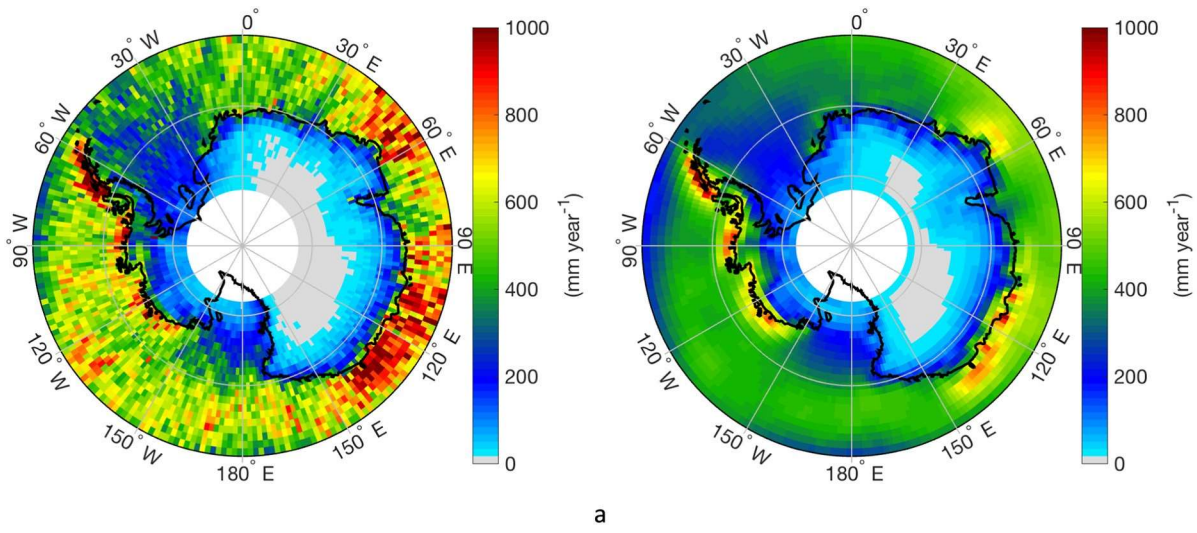 0°
30° E
60° E
90° E
120° E
150° E
180° E
150° W
120° W
90° W
60° W
30° W
1000
800
600
400
200
0
(mm year-1)
0°
30° E
60° E
90° E
120° E
150° E
180° E
150° W
120° W
90° W
60° W
30° W
1000
800
600
400
200
0
(mm year-1)
a